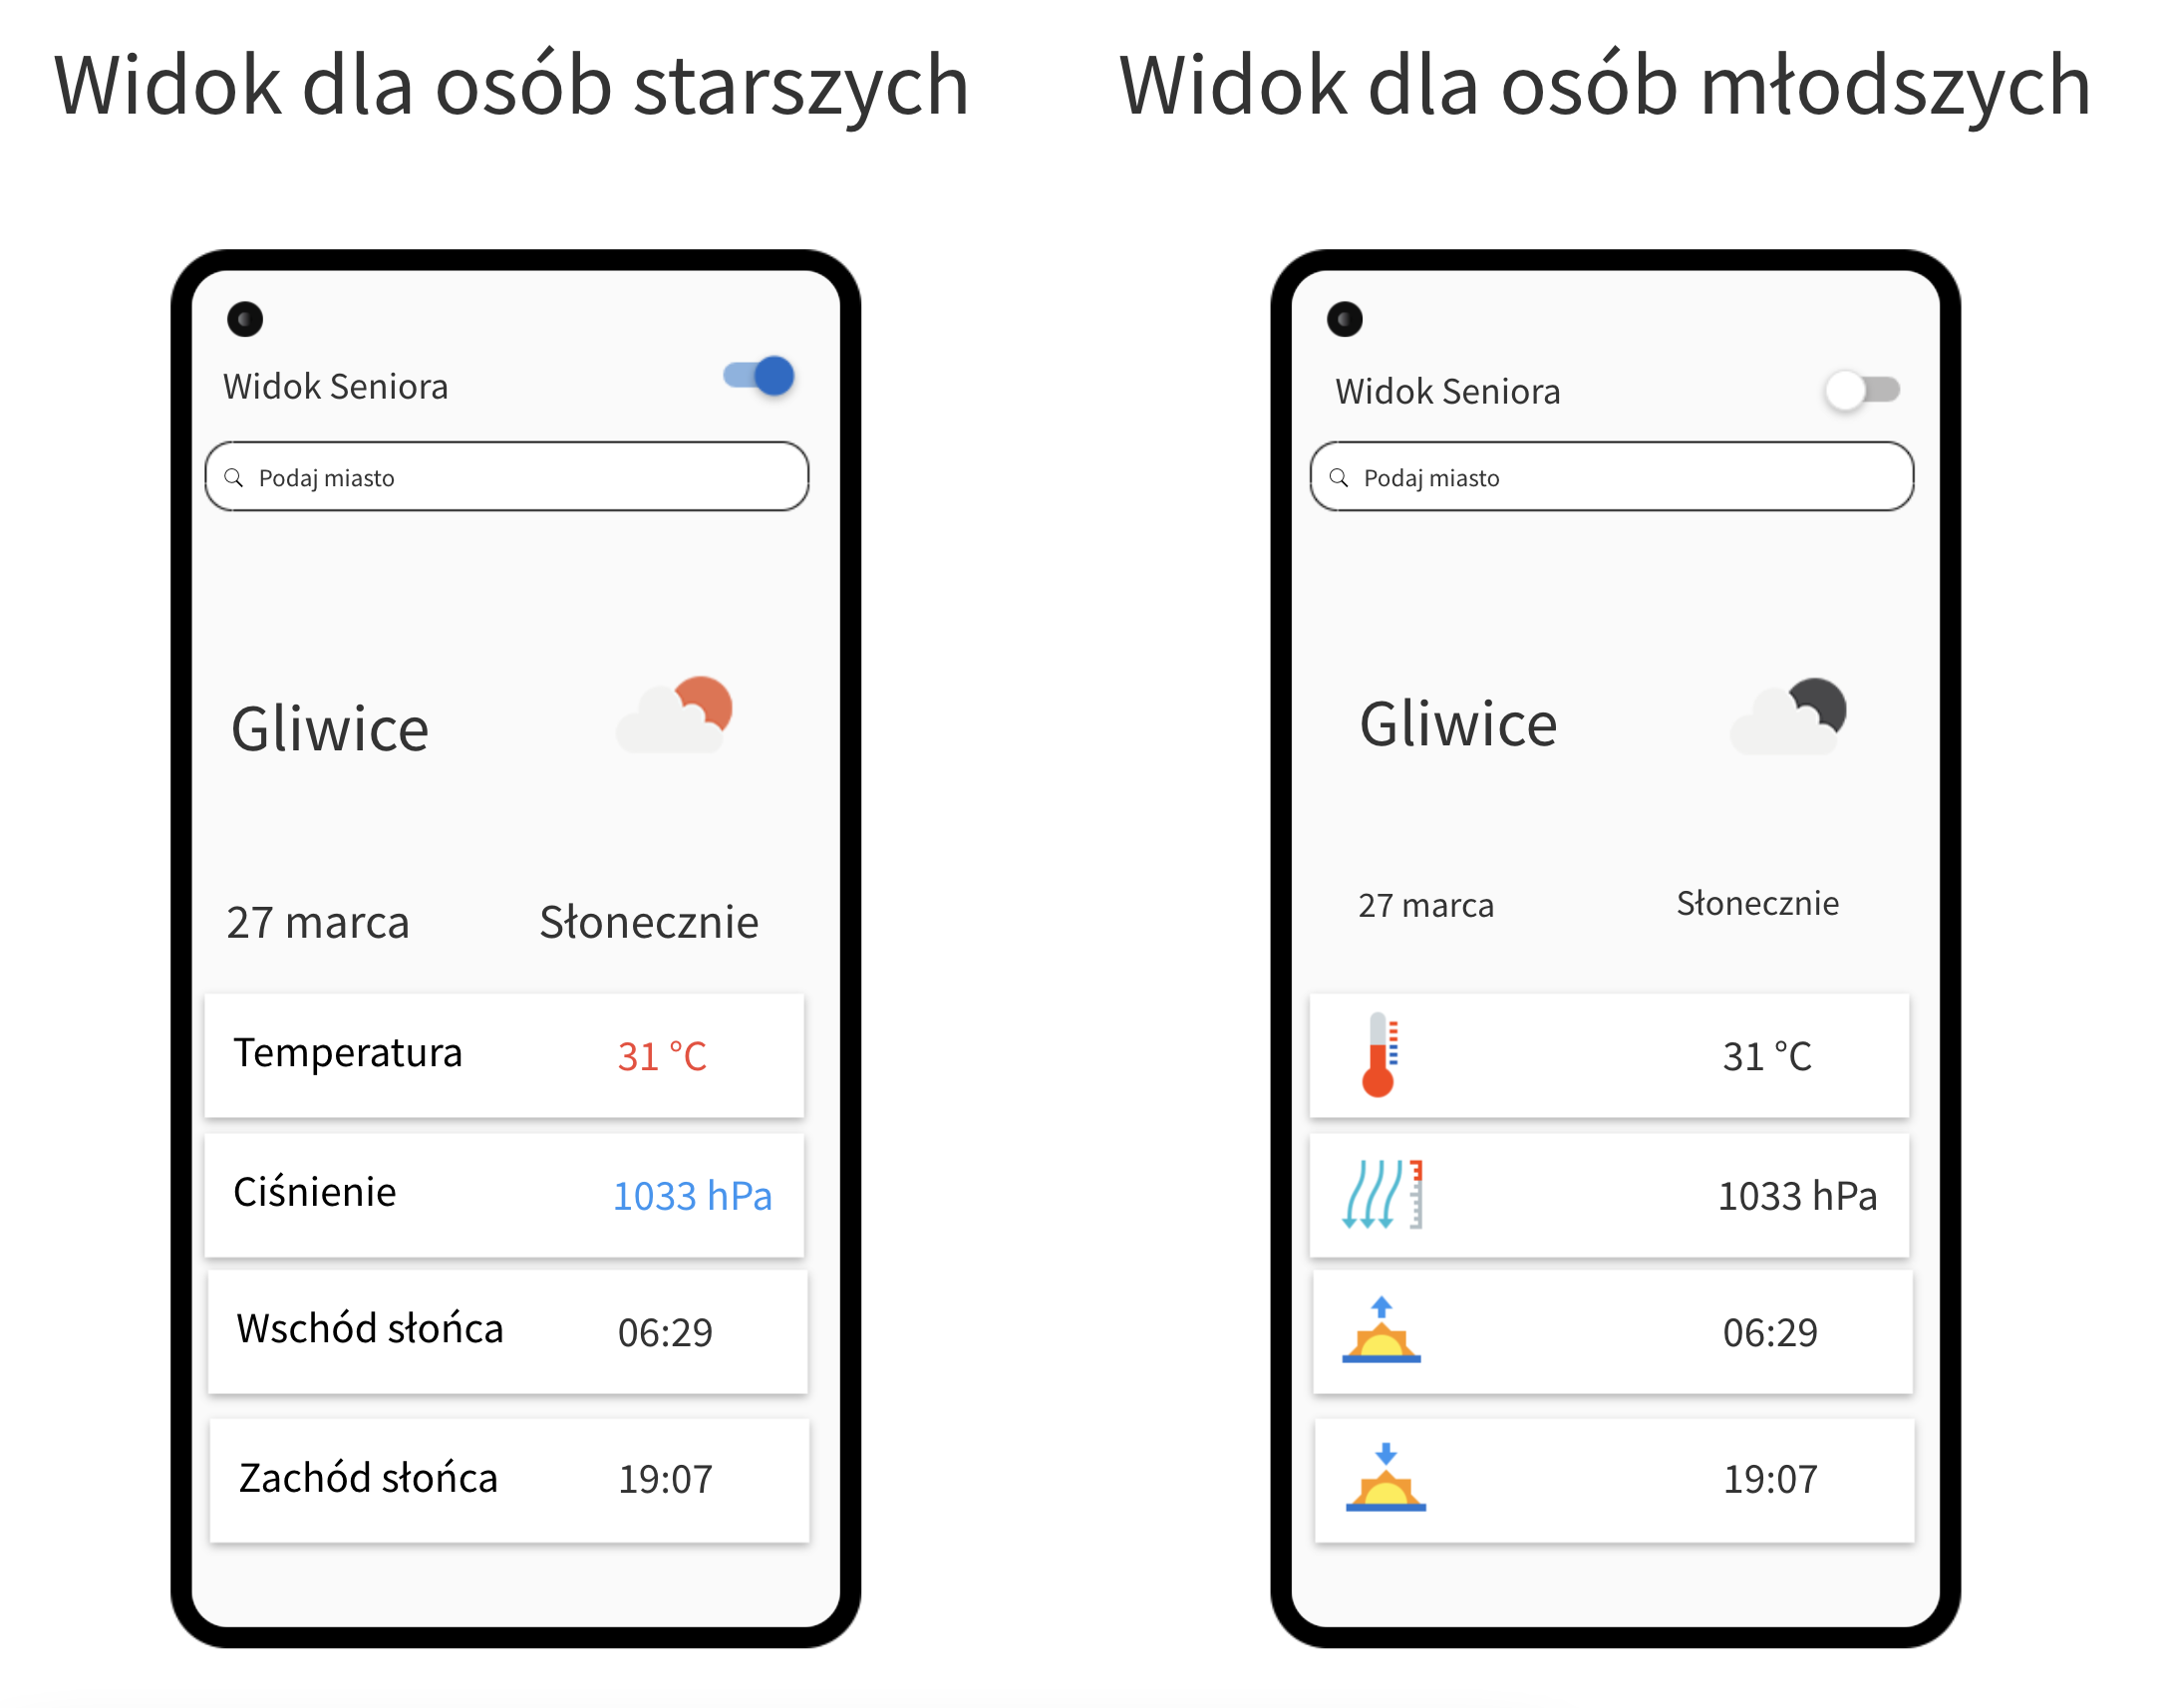 Widok dla osób starszych
Widok Seniora
Podaj miasto
Gliwice
27 marca Słonecznie
Temperatura 31 °C
Ciśnienie 1033 hPa
Wschód słońca 06:29
Zachód słońca 19:07
Widok dla osób młodszych
Widok Seniora
Podaj miasto
Gliwice
27 marca Słonecznie
31 °C
1033 hPa
06:29
19:07